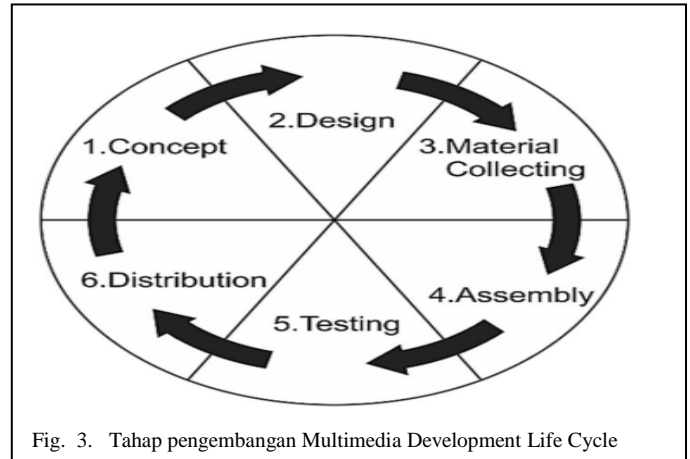 1.Concept
2.Design
3.Material
Collecting
4.Assembly
5.Testing
6.Distribution
Fig. 3. Tahap pengembangan Multimedia Development Life Cycle